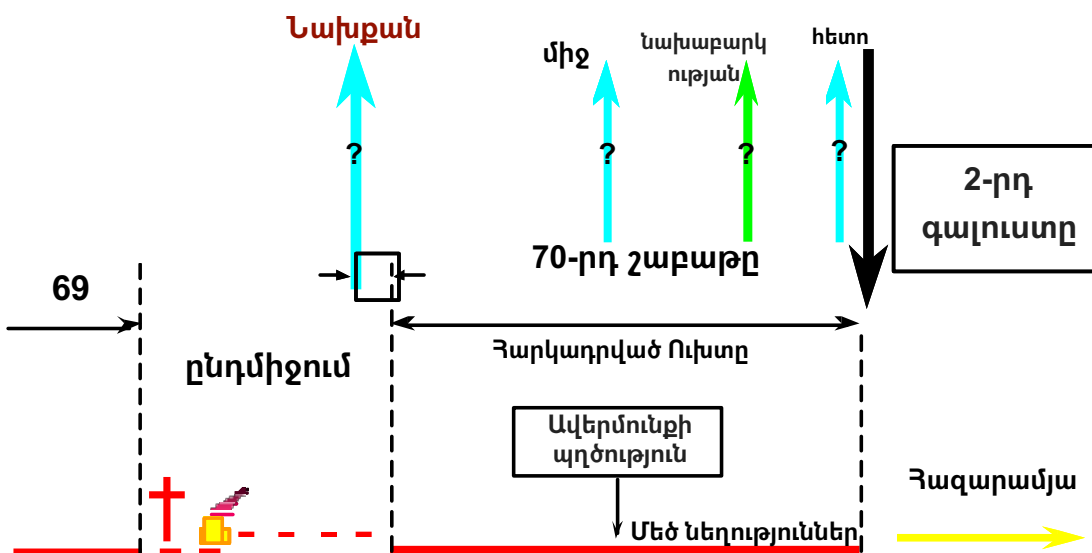 Նախքան
միջ
նախաբարկ
ության
հետո
?
?
?
?
2-րդ
գալուստը
70-րդ շաբաթը
69
Հարկադրված Ուխտը
ընդմիջում
Ավերմունքի
պղծություն
Հազարամյա
Մեծ նեղություններ